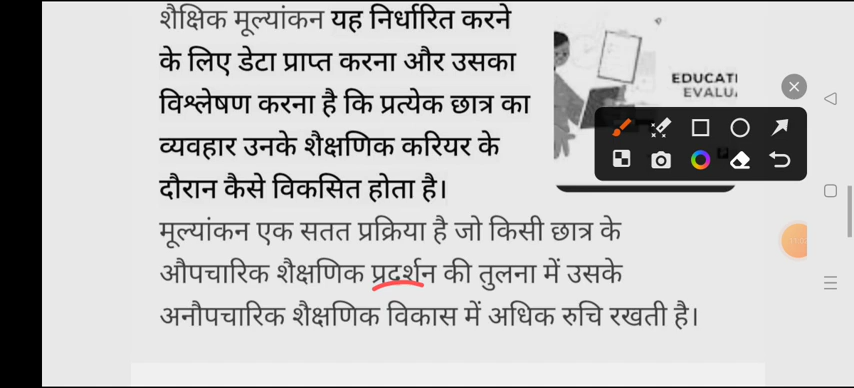 शैक्षिक मूल्यांकन यह निर्धारित करने
के लिए डेटा प्राप्त करना और उसका
विश्लेषण करना है कि प्रत्येक छात्र का
व्यवहार उनके शैक्षणिक करियर के
दौरान कैसे विकसित होता है।
मूल्यांकन एक सतत प्रक्रिया है जो किसी छात्र के
औपचारिक शैक्षणिक प्रदर्शन की तुलना में उसके
अनौपचारिक शैक्षणिक विकास में अधिक रुचि रखती है।
EDUCATI
EVALU